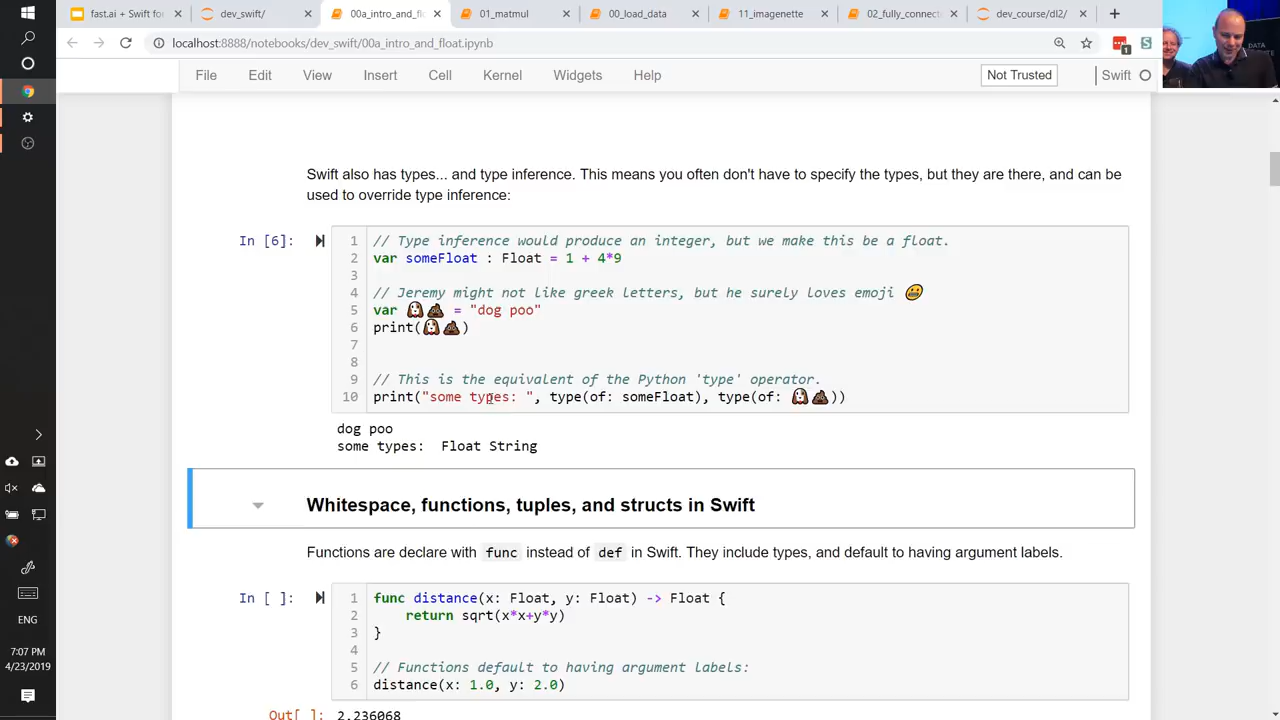 fast.ai - Swift for
dev_swift/
00a_intro_and_fl
01_matmul
00_load_data
11_imagenette
02_fully_connect
dev_course/dl2/
localhost:8888/notebooks/dev_swift/00a_intro_and_float.ipynb
1
File Edit View Insert Cell Kernel Widgets Help
Not Trusted
Swift
Swift also has types... and type inference. This means you often don't have to specify the types, but they are there, and can be
used to override type inference:
In [6]:
1 // Type inference would produce an integer, but we make this be a float.
2 var someFloat : Float = 1 + 4*9
3
4 // Jeremy might not like greek letters, but he surely loves emoji 😀
5 var 🐶💩 = "dog poo"
6 print(🐶💩)
7
8
9 // This is the equivalent of the Python 'type' operator.
10 print("some types: ", type(of: someFloat), type(of: 🐶💩))
dog poo
some types:  Float String
Whitespace, functions, tuples, and structs in Swift
Functions are declare with func instead of def in Swift. They include types, and default to having argument labels.
In [ ]:
1 func distance(x: Float, y: Float) -> Float {
2     return sqrt(x*x+y*y)
3 }
4
5 // Functions default to having argument labels:
6 distance(x: 1.0, y: 2.0)
Out[ ]: 2.236068
ENG
7:07 PM
4/23/2019